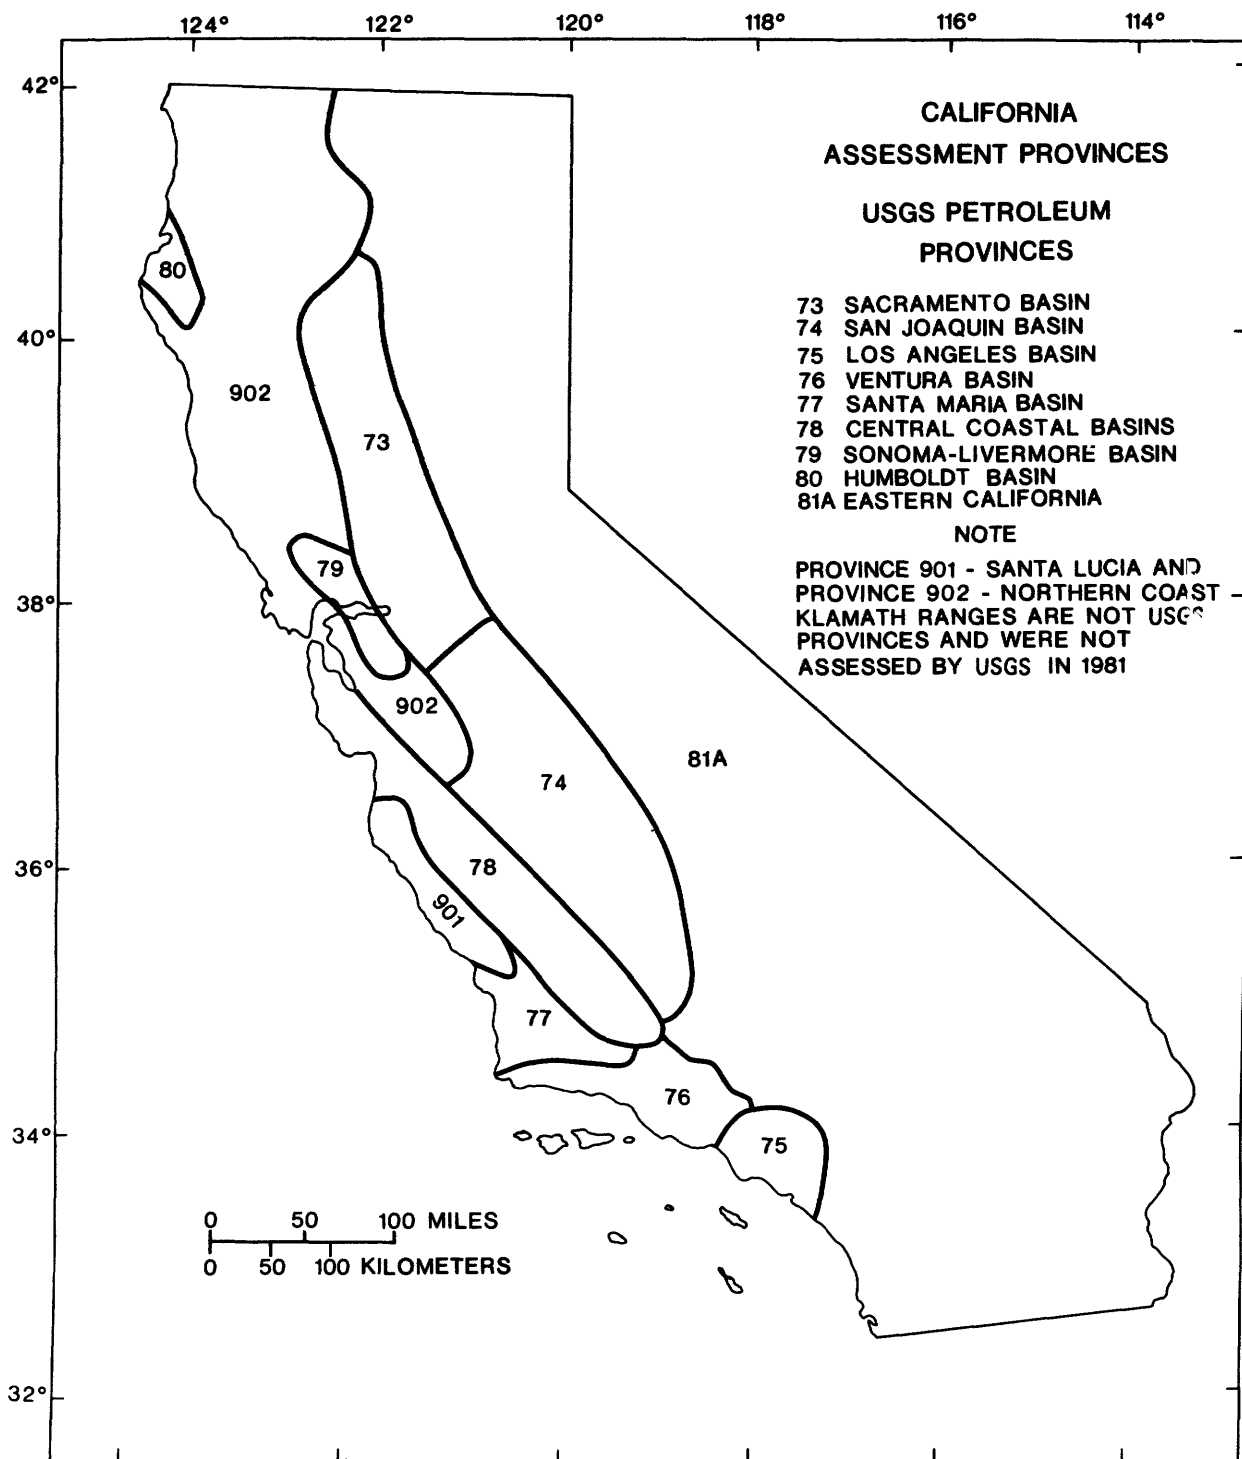 124° 122° 120° 118° 116° 114°
42°
40°
38°
36°
34°
32°
CALIFORNIA
ASSESSMENT PROVINCES
USGS PETROLEUM
PROVINCES
73 SACRAMENTO BASIN
74 SAN JOAQUIN BASIN
75 LOS ANGELES BASIN
76 VENTURA BASIN
77 SANTA MARIA BASIN
78 CENTRAL COASTAL BASINS
79 SONOMA-LIVERMORE BASIN
80 HUMBOLDT BASIN
81A EASTERN CALIFORNIA
NOTE
PROVINCE 901 - SANTA LUCIA AND
PROVINCE 902 - NORTHERN COAST -
KLAMATH RANGES ARE NOT USGS
PROVINCES AND WERE NOT
ASSESSED BY USGS IN 1981
80
902
73
79
902
81A
74
78
901
77
76
75
0 50 100 MILES
0 50 100 KILOMETERS